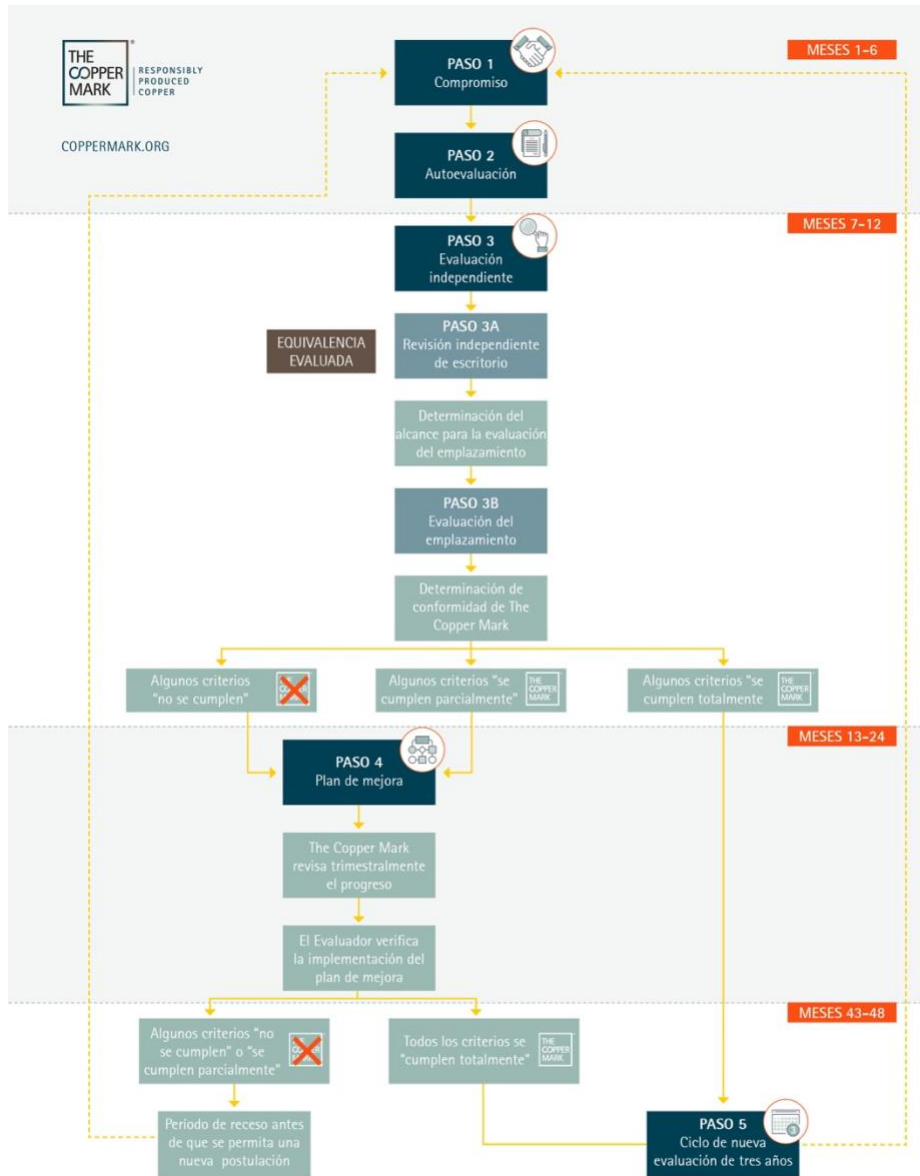 THE
COPPER
MARK
RESPONSIBLY
PRODUCED
COPPER
COPPERMARK.ORG
MESES 1-6
PASO 1
Compromiso
PASO 2
Autoevaluación
MESES 7-12
PASO 3
Evaluación
independiente
EQUIVALENCIA
EVALUADA
PASO 3A
Revisión independiente
de escritorio
Determinación del
alcance para la evaluación
del emplazamiento
PASO 3B
Evaluación del
emplazamiento
Determinación de
conformidad de The
Copper Mark
Algunos criterios
"no se cumplen"
Algunos criterios "se
cumplen parcialmente"
THE
COPPER
MARK
Algunos criterios "se
cumplen totalmente
THE
COPPER
MARK
MESES 13-24
PASO 4
Plan de mejora
The Copper Mark
revisa trimestralmente
el progreso
El Evaluador verifica
la implementación del
plan de mejora
MESES 43-48
Algunos criterios "no
se cumplen" o "se
cumplen parcialmente"
Todos los criterios se
"cumplen totalmente"
THE
COPPER
MARK
Período de receso antes
de que se permita una
nueva postulación
PASO 5
Ciclo de nueva
evaluación de tres años
3